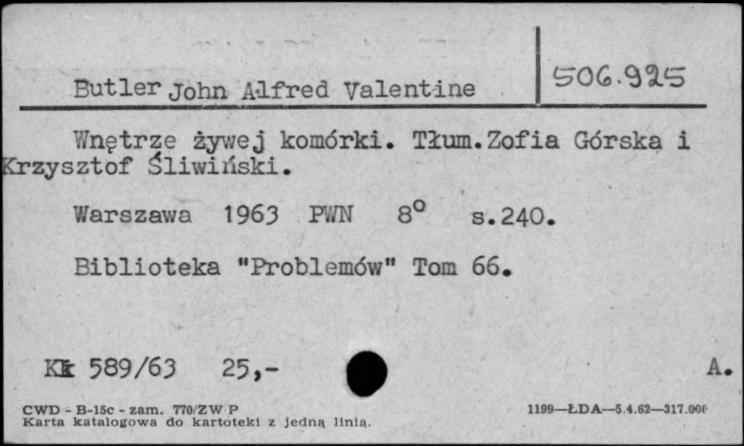 Butler John Alfred Valentine
506.925
Wnętrze żywej komórki. Tłum.Zofia Górska i
Krzysztof Śliwiński.
Warszawa 1963 PWN 8° s.240.
Biblioteka "Problemów" Tom 66.
Kk 589/63 25,- A.
CWD - B-15c - zam. 770/ZW P
Karta katalogowa do kartoteki z jedną linią.
1199—ŁDA—5.4.62—317.000